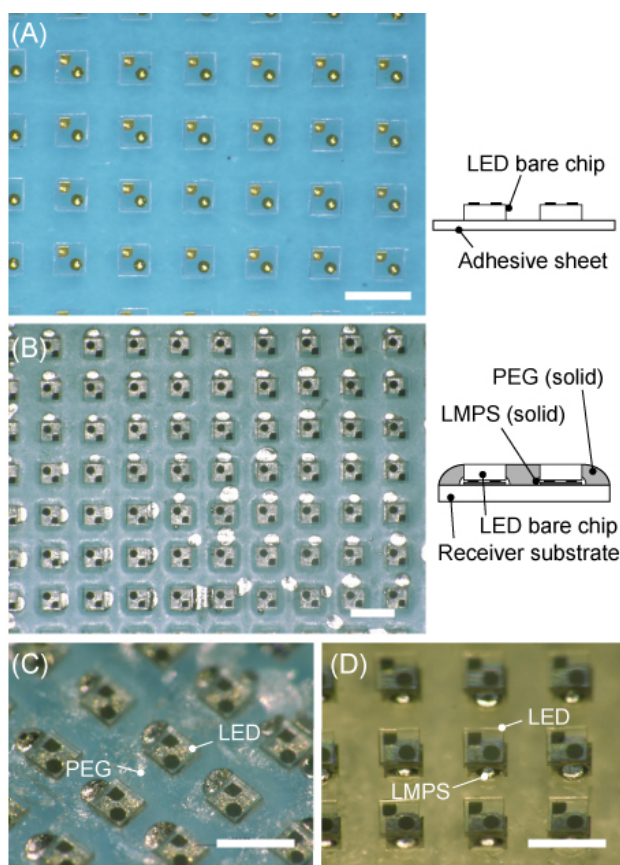 (A)
LED bare chip
Adhesive sheet
(B)
PEG (solid)
LMPS (solid)
LED bare chip
Receiver substrate
(C)
LED
PEG
(D)
LED
LMPS